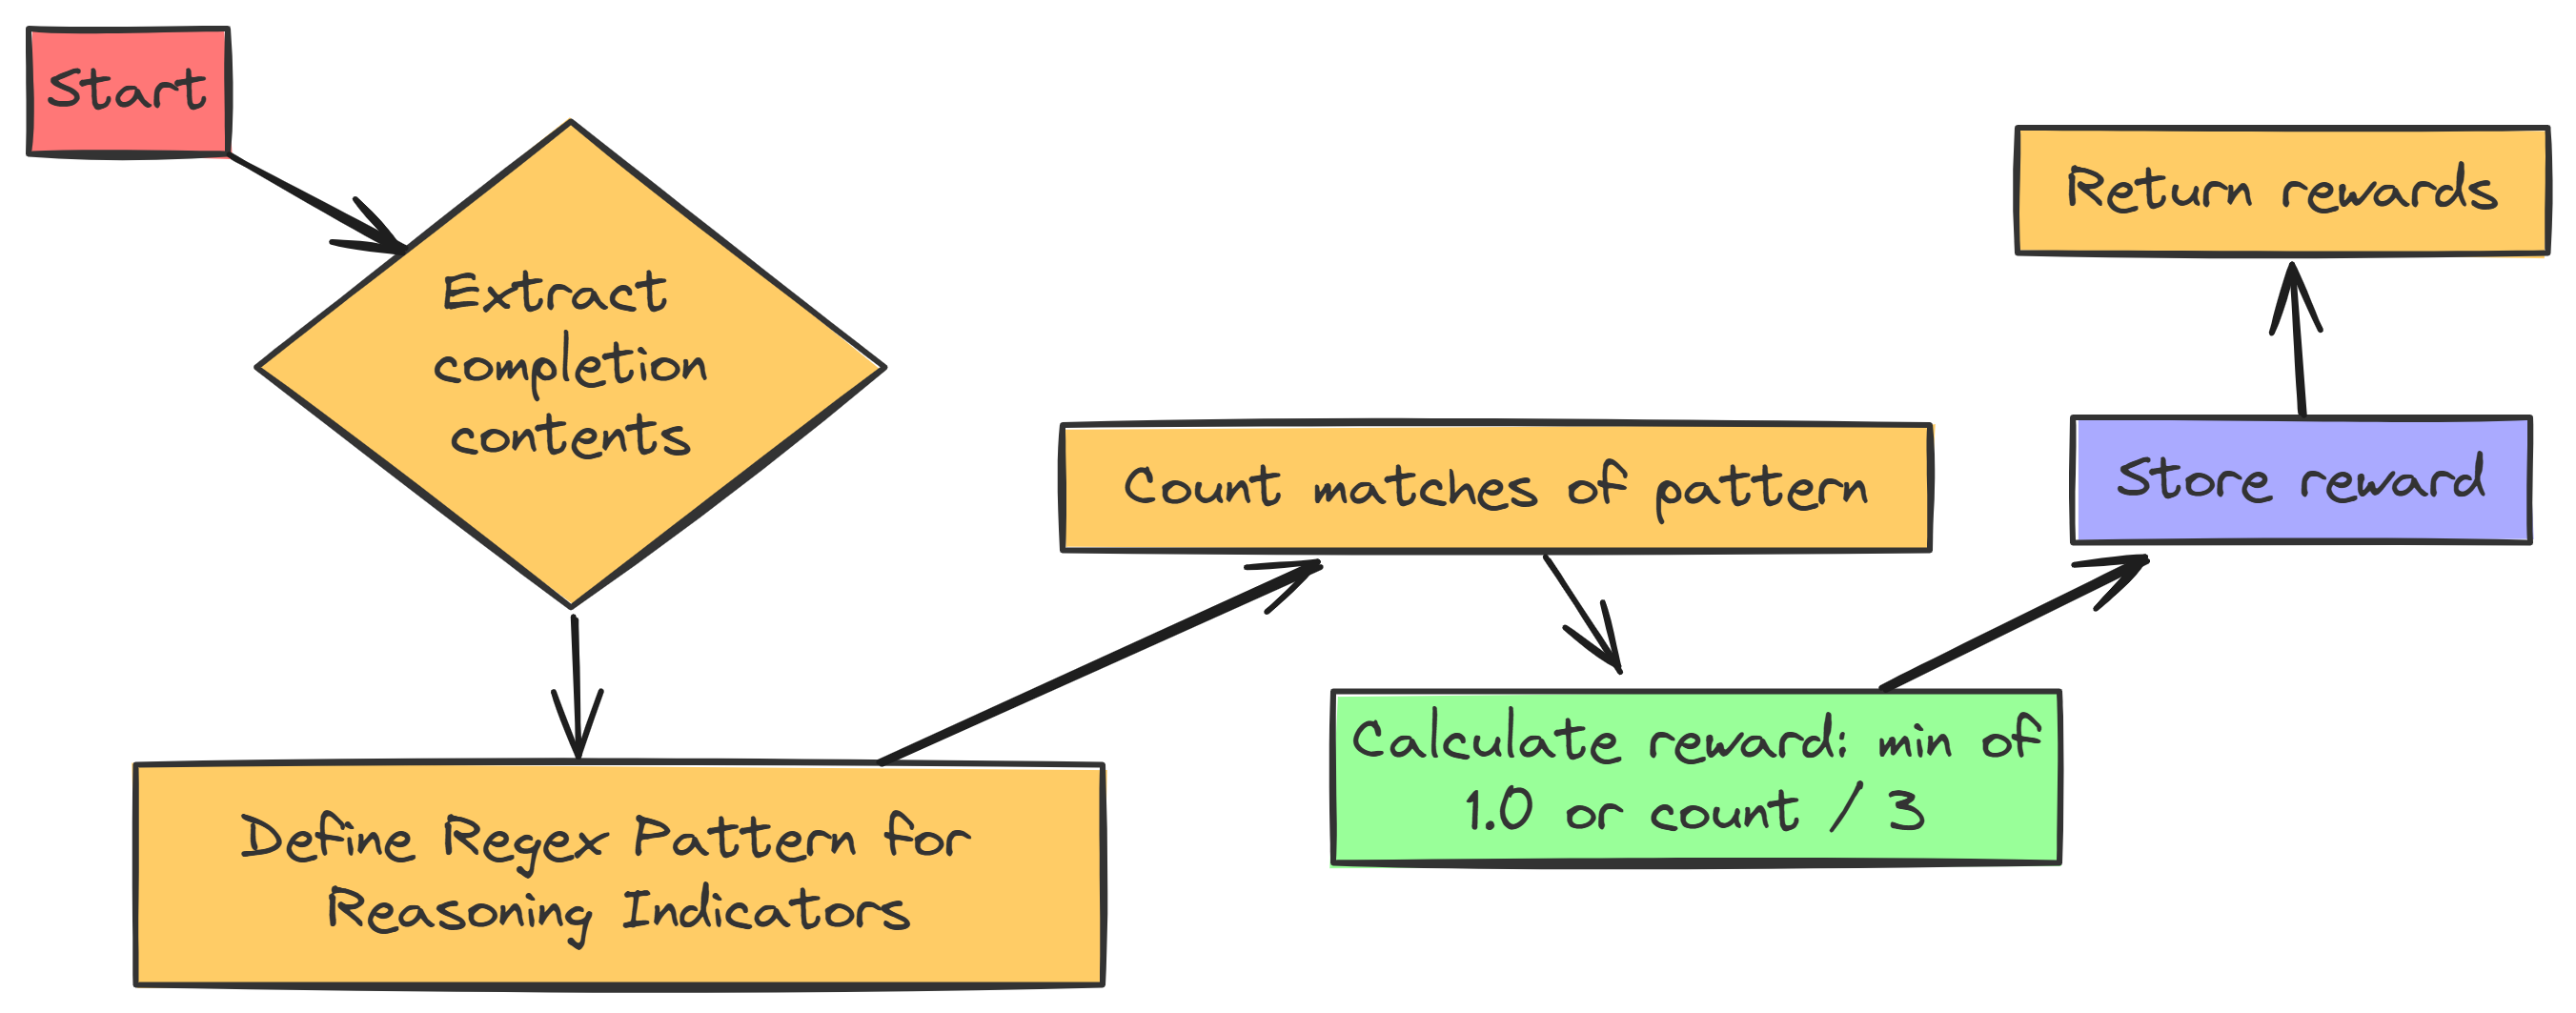 Start
Extract
completion
contents
Define Regex Pattern for
Reasoning Indicators
Count matches of pattern
Calculate reward: min of
1.0 or count / 3
Store reward
Return rewards